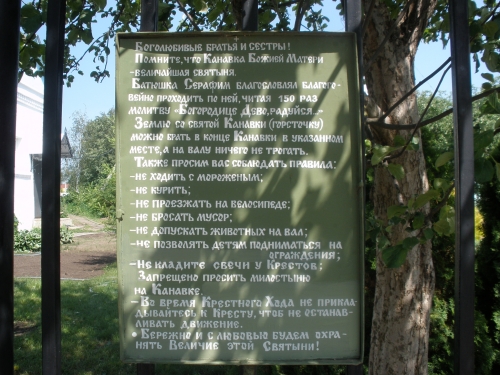 Боголюбивые братья и сестры!
Помните, что Канавка Божией Матери
-величайшая святыня.
Батюшка Серафим благословлял благого-
вейно проходить по ней, читая 150 раз
молитву «Богородице Дево, радуйся...»
Землю со святой Канавки (горсточку)
можно брать в конце Канавки в указанном
месте, а на валу ничего не трогать.
Также просим вас соблюдать правила:
-не ходить с мороженым;
-не курить;
-не проезжать на велосипеде;
-не бросать мусор;
-не допускать животных на вал;
-не позволять детям подниматься на
ограждения;
-Не кладите свечи у Крестов;
Запрещено просить милостыню
на Канавке.
- Во время Крестного Хода не прикла-
дывайтесь к Кресту, чтоб не останав-
ливать движение.
• Бережно и с любовью будем охра-
нять Величие этой Святыни!